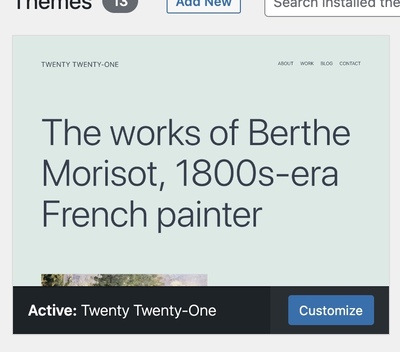 Themes 13 Add New Search installed the
TWENTY TWENTY-ONE ABOUT WORK BLOG CONTACT
The works of Berthe
Morisot, 1800s-era
French painter
Active: Twenty Twenty-One Customize